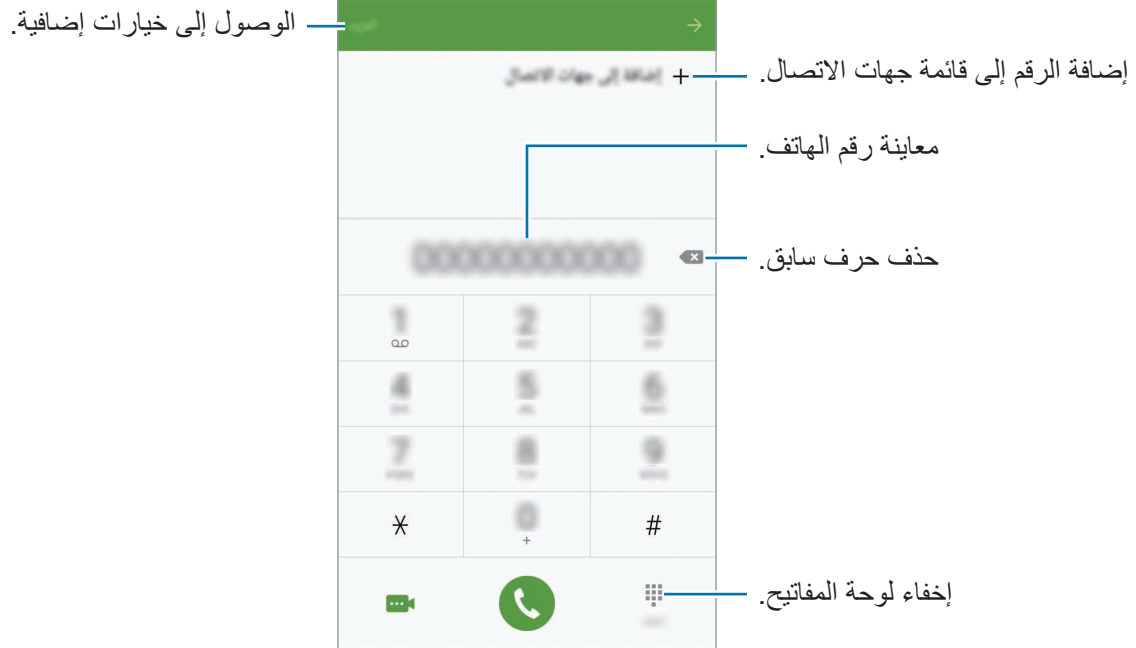 الوصول إلى خيارات إضافية.
إضافة إلى جهات الاتصال
إضافة الرقم إلى قائمة جهات الاتصال.
معاينة رقم الهاتف.
00000000000
حذف حرف سابق.
1 2 3
4 5 6
7 8 9
* 0 #
+
إخفاء لوحة المفاتيح.